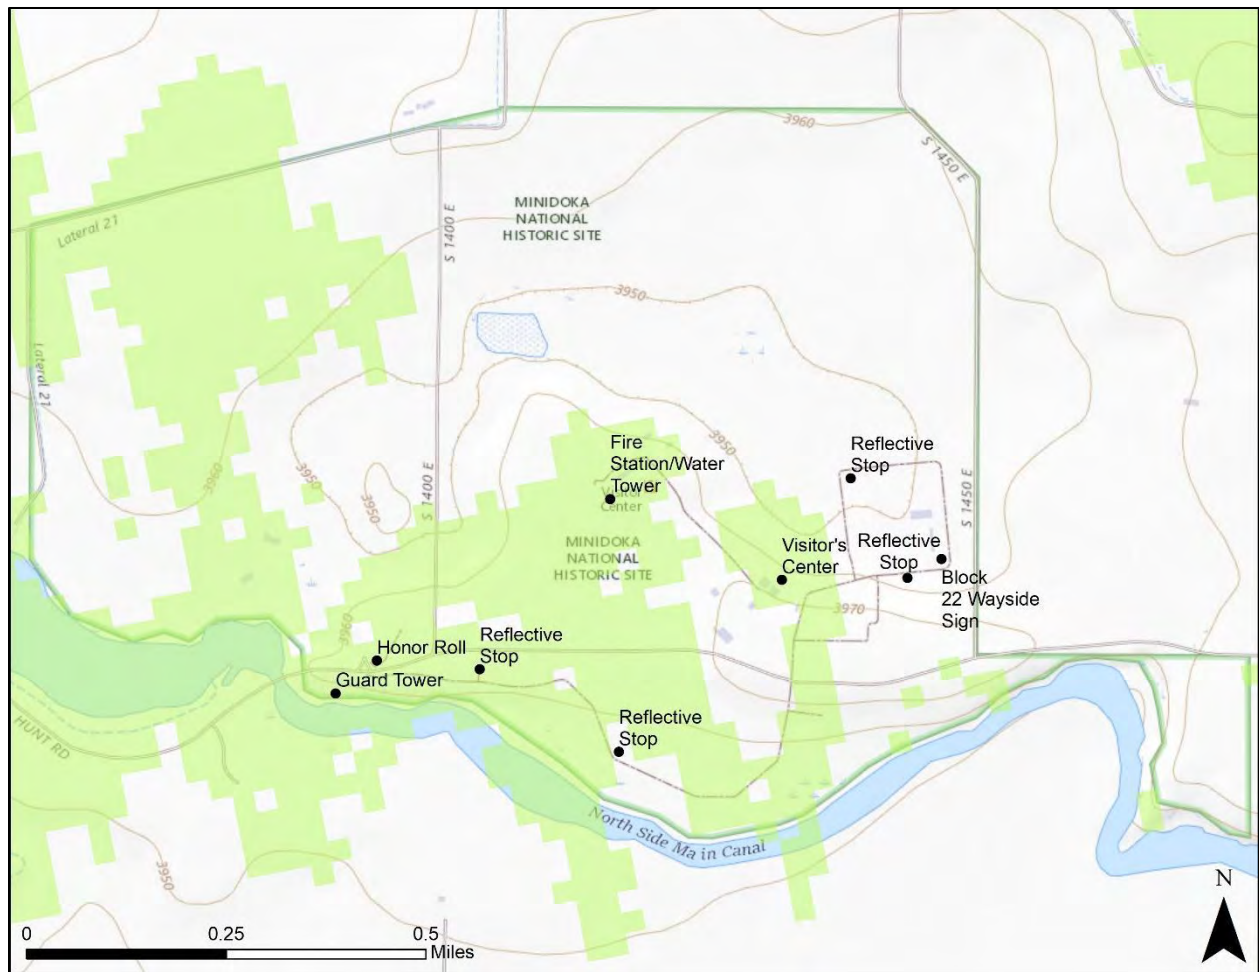 3960
Lateral 21
S 1450 E
MINIDOKA
NATIONAL
HISTORIC SITE
S 1400 E
3950
Lateral 21
3960
3950
3950
S 1400 E
3950
Fire
Station/Water
Tower
Visitor
Center
Reflective
Stop
S 1450 E
MINIDOKA
NATIONAL
HISTORIC SITE
Visitor's
Center
Reflective
Stop
Block
22 Wayside
Sign
3970
3960
Honor Roll
Reflective
Stop
Guard Tower
HUNT RD
Reflective
Stop
North Side Main Canal
3950
N
0 0.25 0.5
Miles